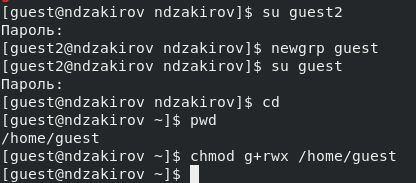 [guest@ndzakirov ndzakirov]$ su guest2
Пароль:
[guest2@ndzakirov ndzakirov]$ newgrp guest
[guest2@ndzakirov ndzakirov]$ su guest
Пароль:
[guest@ndzakirov ndzakirov]$ cd
[guest@ndzakirov ~]$ pwd
/home/guest
[guest@ndzakirov ~]$ chmod g+rwx /home/guest
[guest@ndzakirov ~]$